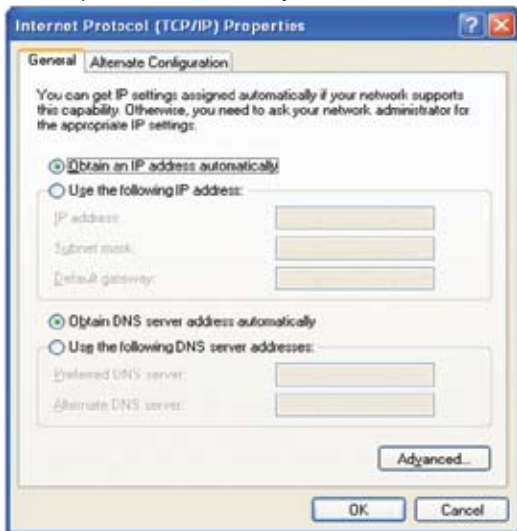 Internet Protocol (TCP/IP) Properties
General
Alternate Configuration
You can get IP settings assigned automatically if your network supports
this capability. Otherwise, you need to ask your network administrator for
the appropriate IP settings.
Obtain an IP address automatically
Use the following IP address:
IP address:
Subnet mask:
Default gateway:
Obtain DNS server address automatically
Use the following DNS server addresses:
Preferred DNS server:
Alternate DNS server:
Advanced...
OK
Cancel